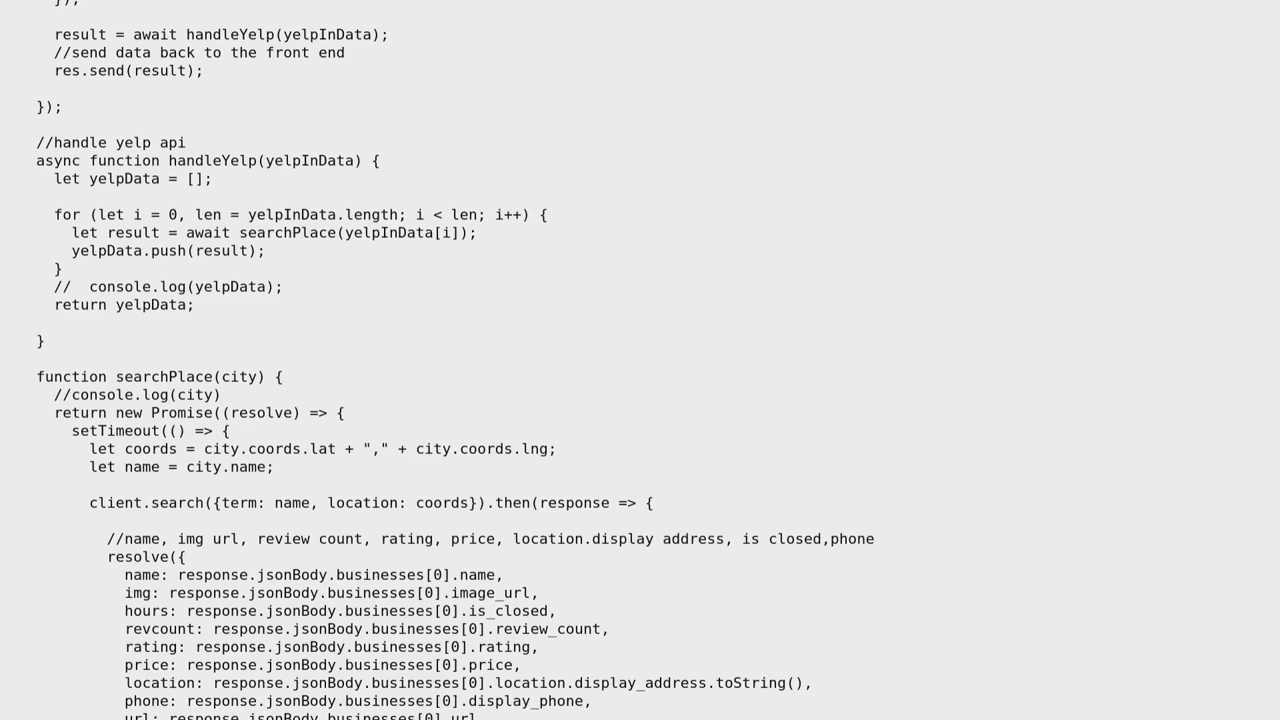 });
result = await handleYelp(yelpInData);
//send data back to the front end
res.send(result);
});
//handle yelp api
async function handleYelp(yelpInData) {
let yelpData = [];
for (let i = 0, len = yelpInData.length; i < len; i++) {
let result = await searchPlace(yelpInData[i]);
yelpData.push(result);
}
//  console.log(yelpData);
return yelpData;
}
function searchPlace(city) {
//console.log(city)
return new Promise((resolve) => {
setTimeout(() => {
let coords = city.coords.lat + "," + city.coords.lng;
let name = city.name;
client.search({term: name, location: coords}).then(response => {
//name, img url, review count, rating, price, location.display address, is closed,phone
resolve({
name: response.jsonBody.businesses[0].name,
img: response.jsonBody.businesses[0].image_url,
hours: response.jsonBody.businesses[0].is_closed,
revcount: response.jsonBody.businesses[0].review_count,
rating: response.jsonBody.businesses[0].rating,
price: response.jsonBody.businesses[0].price,
location: response.jsonBody.businesses[0].location.display_address.toString(),
phone: response.jsonBody.businesses[0].display_phone,
url: response.jsonBody.businesses[0].url